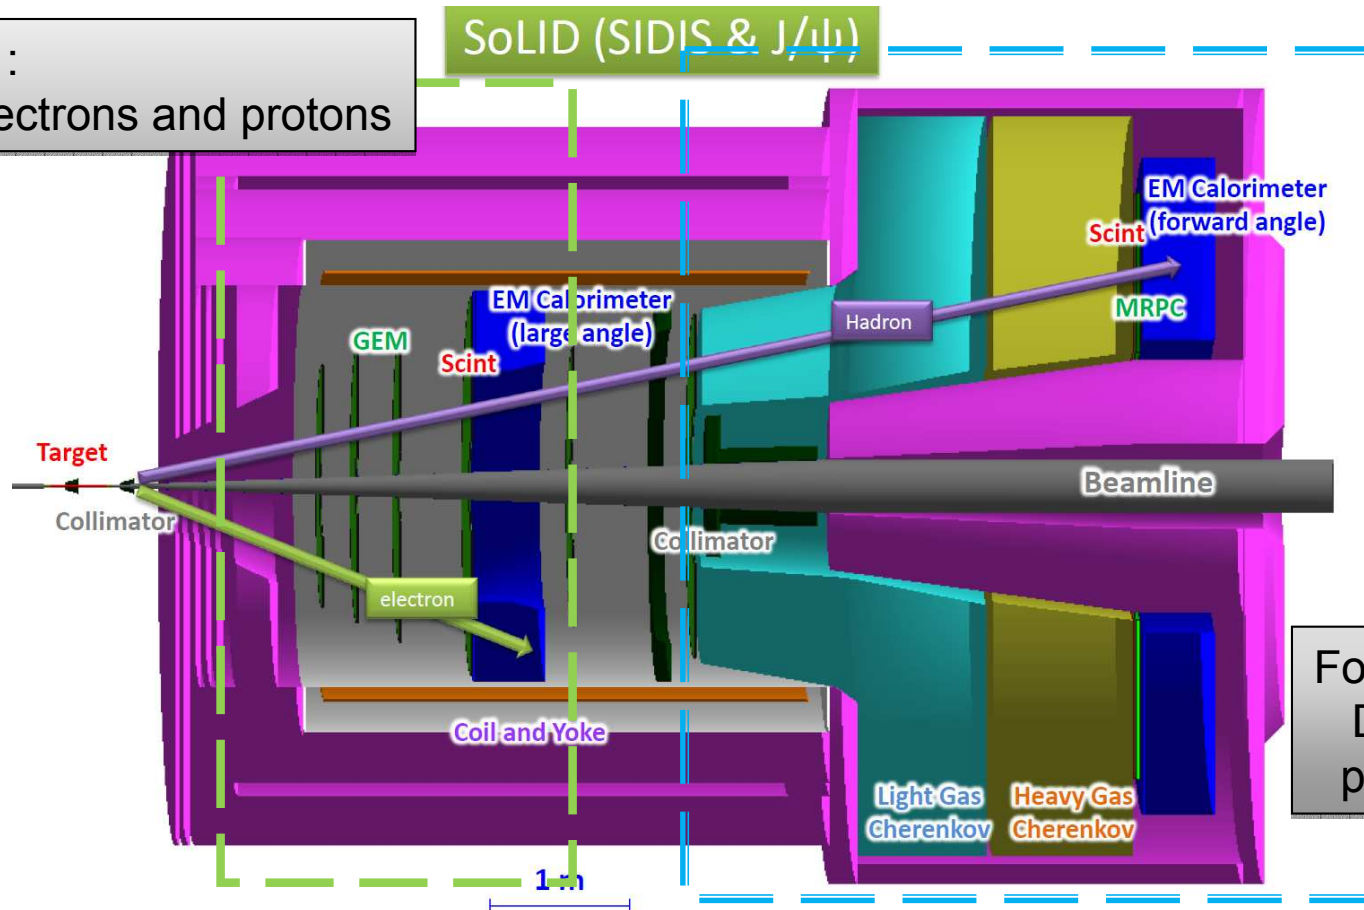 SoLID (SIDIS & J/ψ)
:
ectrons and protons
EM Calorimeter
(forward angle)
Scint
MRPC
Hadron
EM Calorimeter
(large angle)
GEM
Scint
Target
Collimator
Beamline
Collimator
electron
Coil and Yoke
Light Gas
Cherenkov
Heavy Gas
Cherenkov
Fo
D
p
1 m